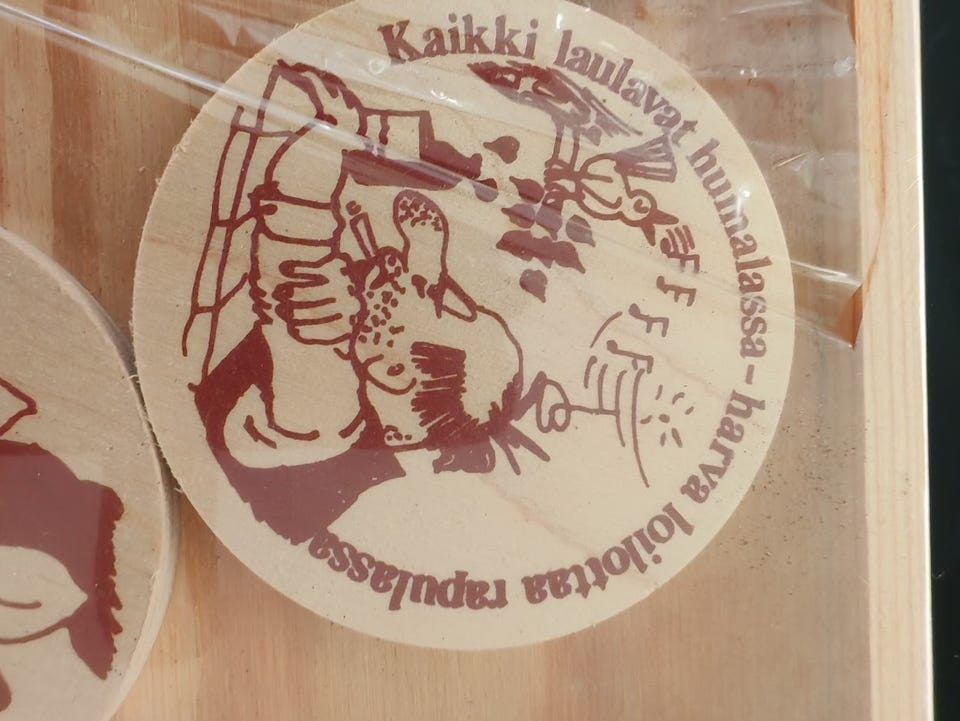 Kaikki laulavat humalassa - harva loilottaa rapulassa